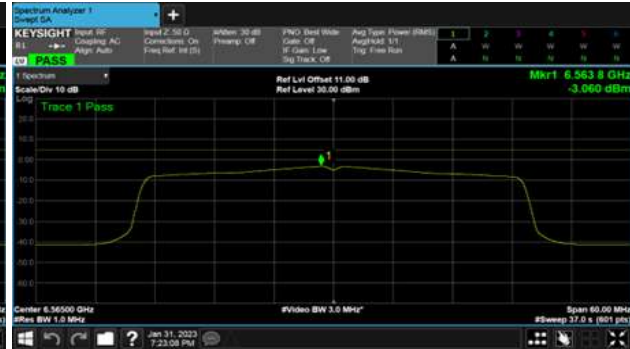 Spectrum Analyzer 1
Swept SA
+
KEYSIGHT Input: RF Input Z: 50 Ω #Atten: 30 dB PNO: Best Wide Avg Type: Power (RMS) 1 2 3 4 5 6
RL Coupling: AC Corrections: On Preamp: Off Gate: Off Avg|Hold: 1/1 A W W W W W
Align: Auto Freq Ref: Int (S) IF Gain: Low Trig: Free Run
LV PASS Sig Track: Off A N N N N N
1 Spectrum Ref Lvl Offset 11.00 dB Mkr1 6.563 8 GHz
Scale/Div 10 dB Ref Level 30.00 dBm -3.060 dBm
Log Trace 1 Pass
20.0
10.0
0.00
1
-10.0
-20.0
-30.0
-40.0
-50.0
-60.0
Center 6.56500 GHz #Video BW 3.0 MHz* Span 60.00 MHz
#Res BW 1.0 MHz #Sweep 37.0 s (601 pts)
? Jan 31, 2023
7:23:08 PM